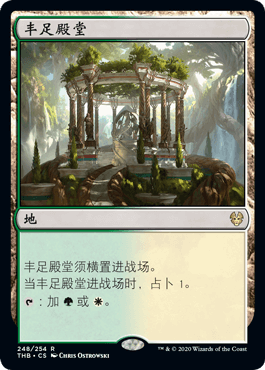 丰足殿堂
地
丰足殿堂须横置进战场。
当丰足殿堂进战场时，占卜 1。
：加 或 。
248/254 R
THB • CS CHRIS OSTROWSKI
™ & © 2020 Wizards of the Coast